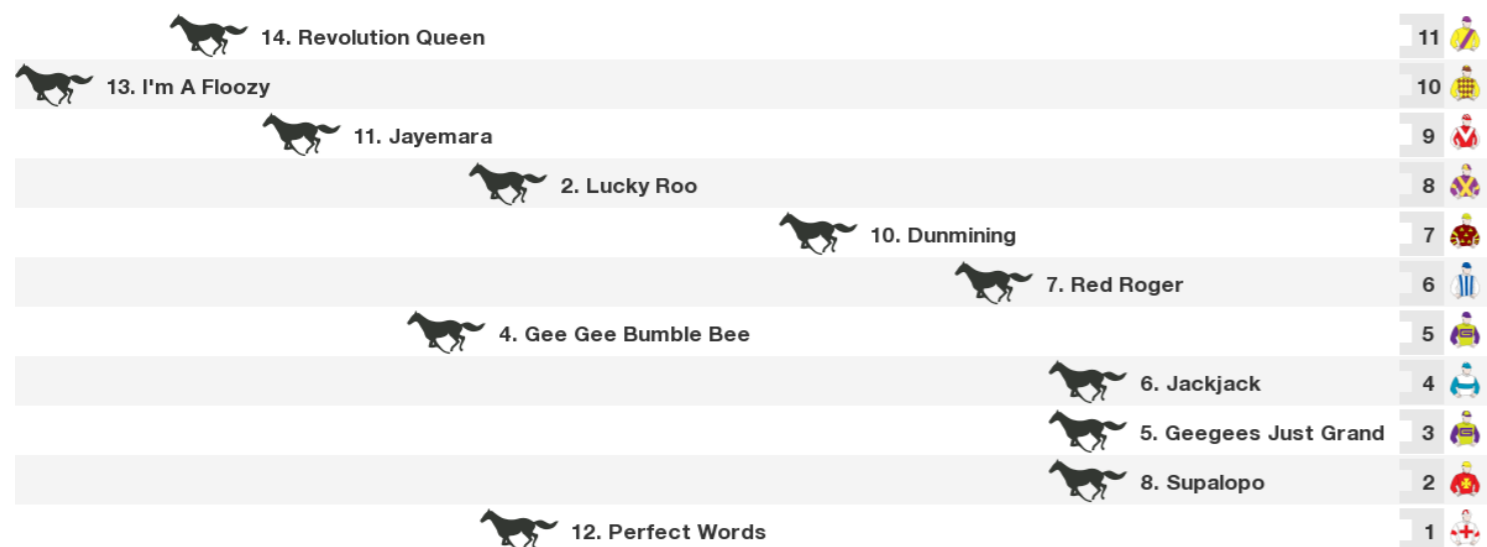 14. Revolution Queen 11
13. I'm A Floozy 10
11. Jayemara 9
2. Lucky Roo 8
10. Dunmining 7
7. Red Roger 6
4. Gee Gee Bumble Bee 5
6. Jackjack 4
5. Geegees Just Grand 3
8. Supalopo 2
12. Perfect Words 1